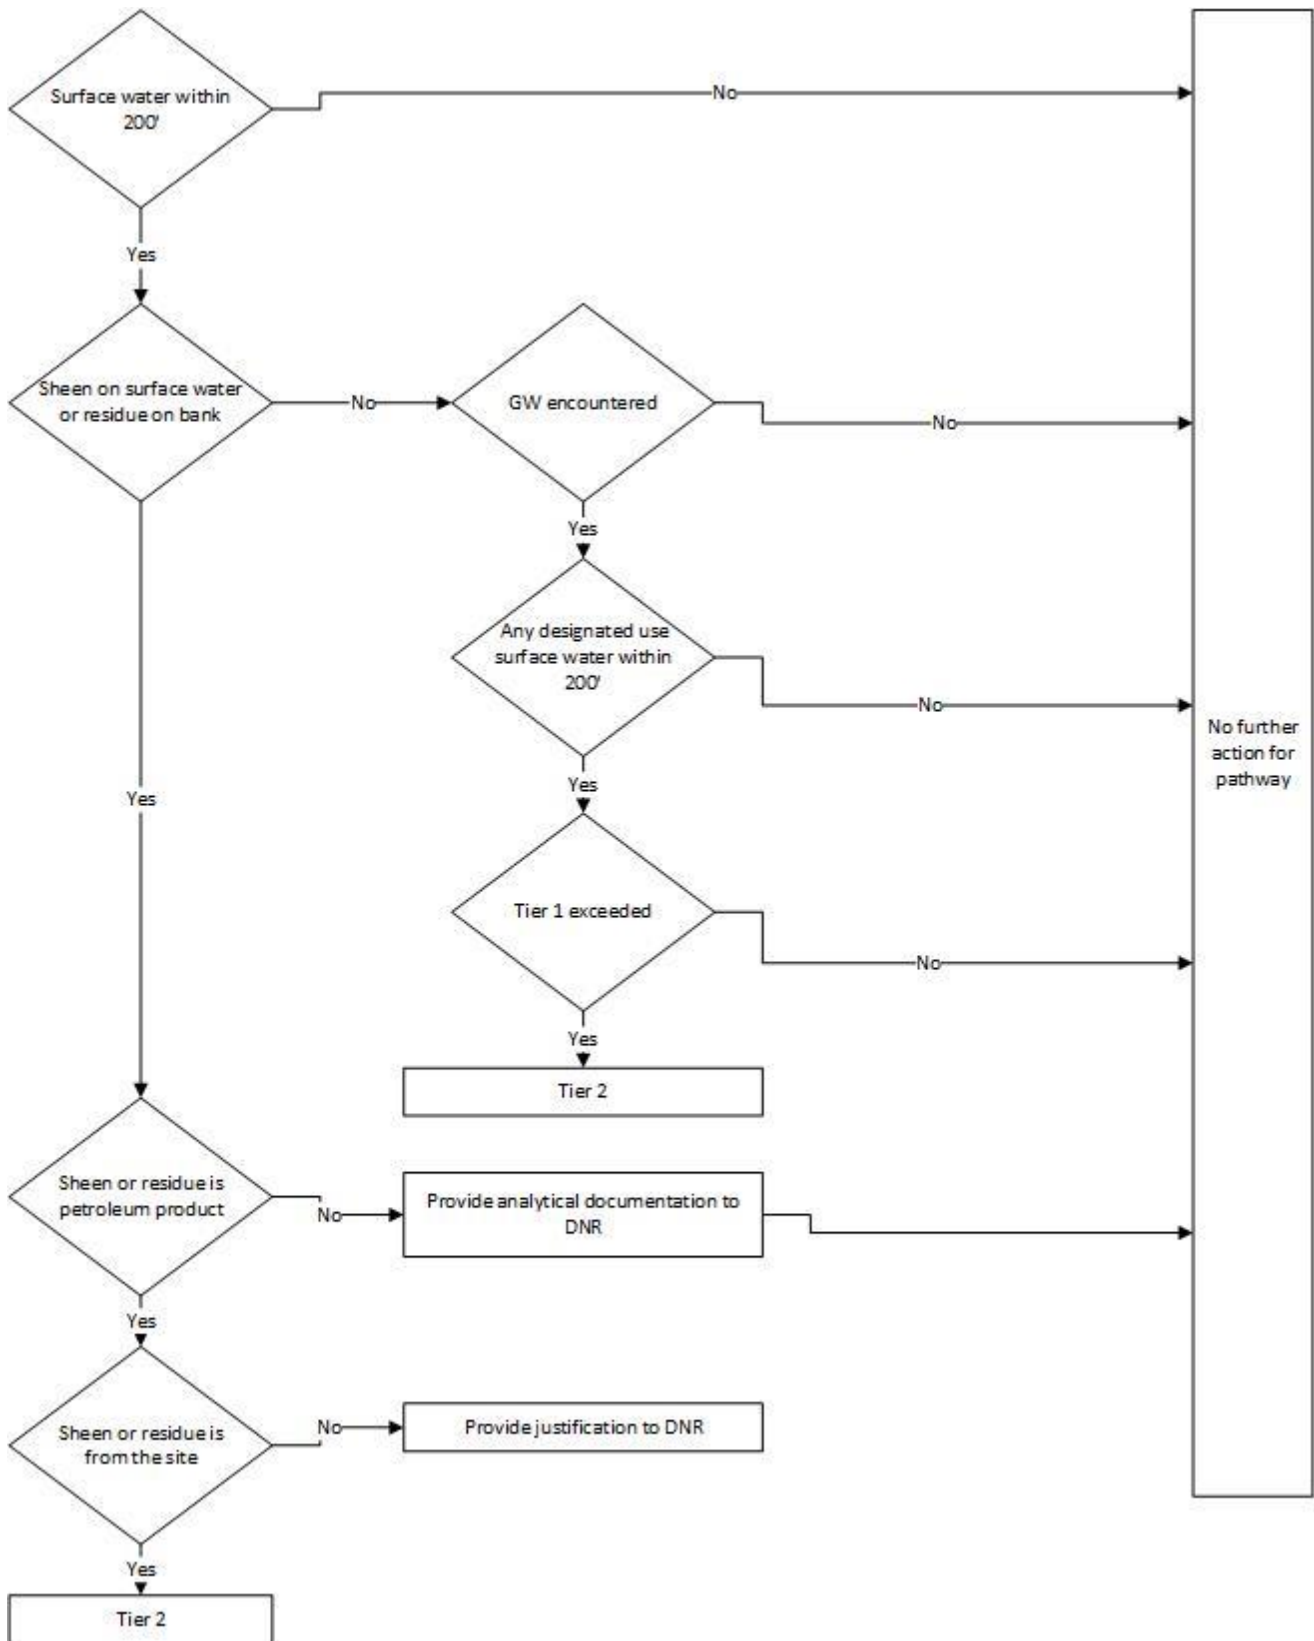 Surface water within
200'
No
Yes
Sheen on surface water
or residue on bank
No
GW encountered
No
Yes
Any designated use
surface water within
200'
No
Yes
No further
action for
pathway
Yes
Tier 1 exceeded
No
Yes
Tier 2
Sheen or residue is
petroleum product
No
Provide analytical documentation to
DNR
Yes
Sheen or residue is
from the site
No
Provide justification to DNR
Yes
Tier 2